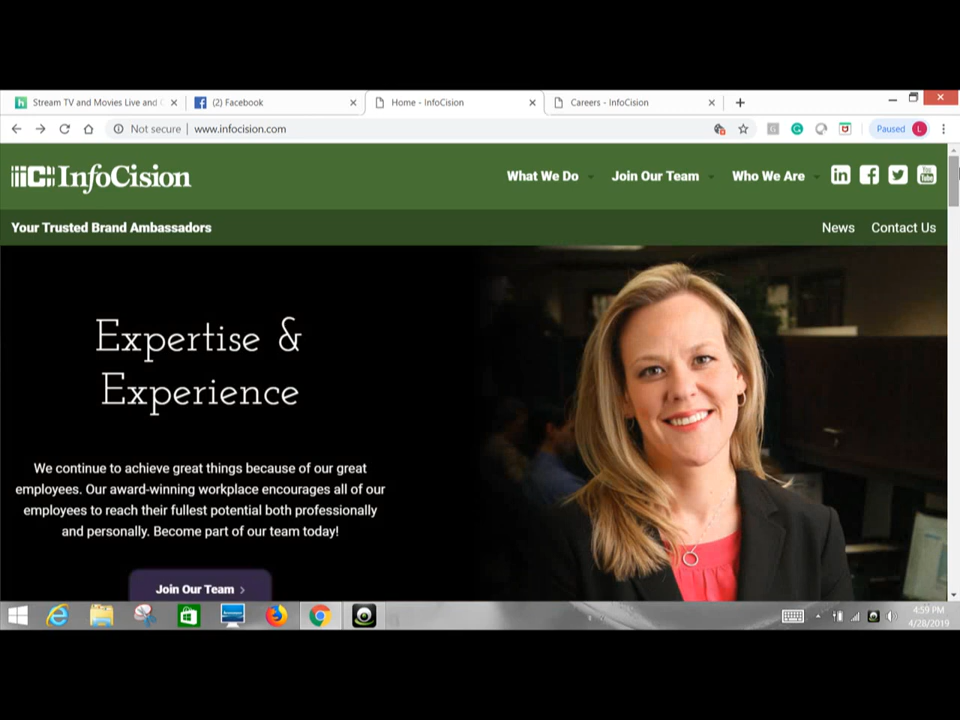 Stream TV and Movies Live and
(2) Facebook
Home - InfoCision
Careers - InfoCision
Not secure | www.infocision.com
Paused L
iiC InfoCision
What We Do
Join Our Team
Who We Are
in
You Tube
Your Trusted Brand Ambassadors
News
Contact Us
Expertise &
Experience
We continue to achieve great things because of our great
employees. Our award-winning workplace encourages all of our
employees to reach their fullest potential both professionally
and personally. Become part of our team today!
Join Our Team >
4:59 PM
4/28/2019